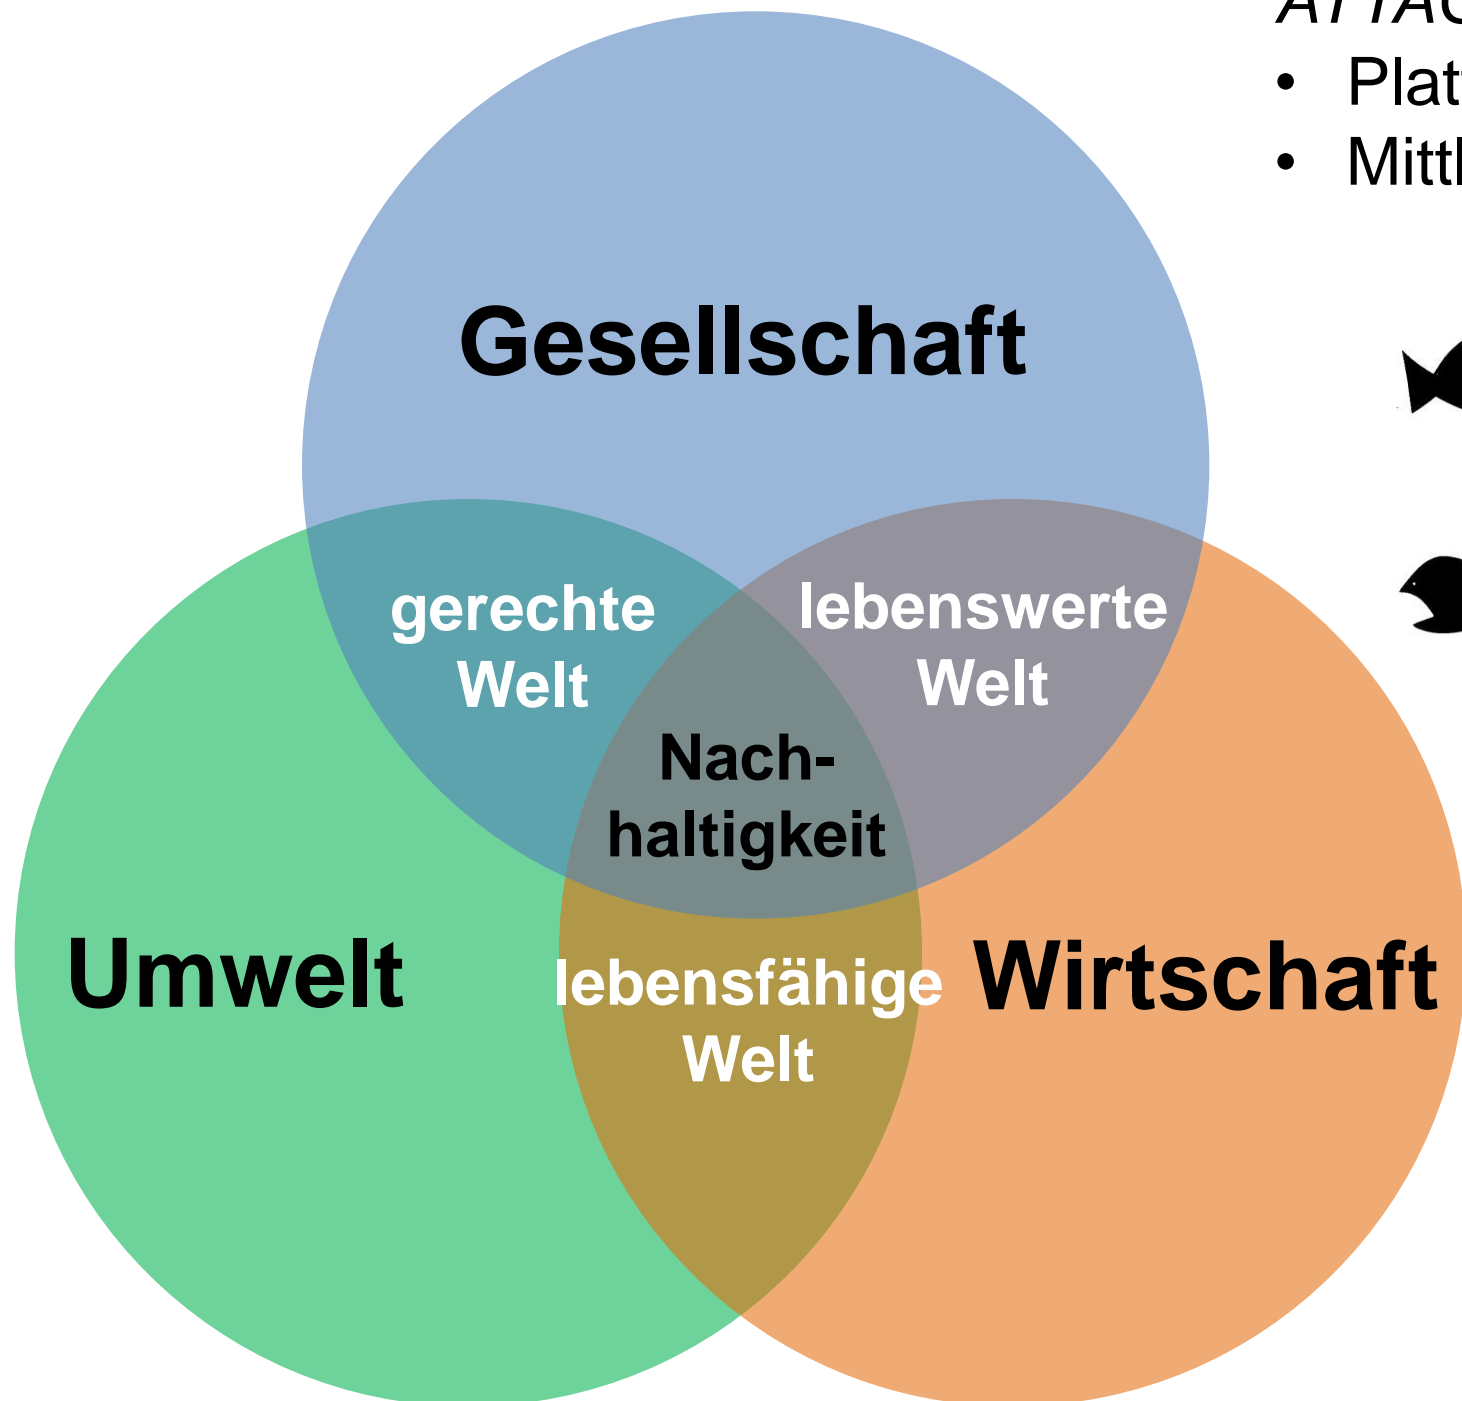 Gesellschaft
gerechte
Welt
lebenswerte
Welt
Nach-
haltigkeit
Umwelt
lebensfähige
Welt
Wirtschaft